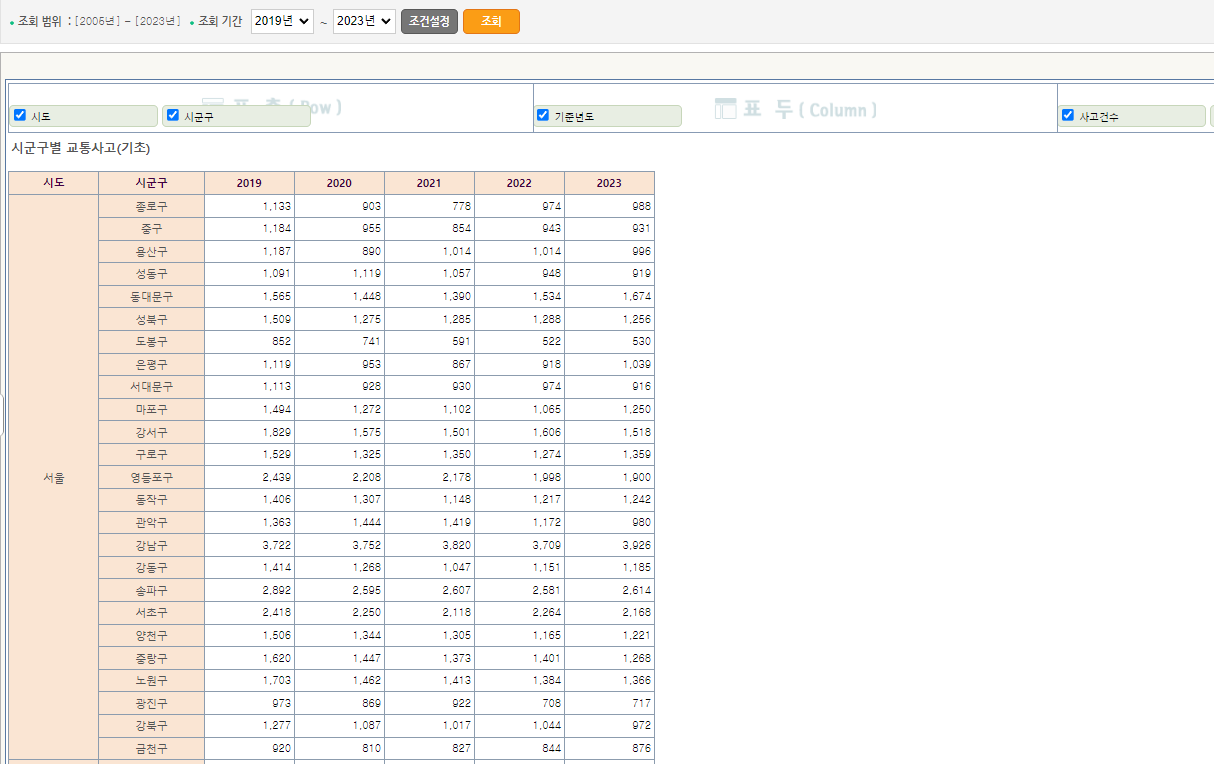 • 조회 범위 : [2005년] ~ [2023년] • 조회 기간 2019년 ~ 2023년 조건설정 조회
표 측 ( Row ) 표 두 ( Column )
시도 시군구 기준년도 사고건수
시군구별 교통사고(기초)
시도 시군구 2019 2020 2021 2022 2023
종로구 1,133 903 778 974 988
중구 1,184 955 854 943 931
용산구 1,187 890 1,014 1,014 996
성동구 1,091 1,119 1,057 948 919
동대문구 1,565 1,448 1,390 1,534 1,674
성북구 1,509 1,275 1,285 1,288 1,256
도봉구 852 741 591 522 530
은평구 1,119 953 867 918 1,039
서대문구 1,113 928 930 974 916
마포구 1,494 1,272 1,102 1,065 1,250
강서구 1,829 1,575 1,501 1,606 1,518
구로구 1,529 1,325 1,350 1,274 1,359
서울 영등포구 2,439 2,208 2,178 1,998 1,900
동작구 1,406 1,307 1,148 1,217 1,242
관악구 1,363 1,444 1,419 1,172 980
강남구 3,722 3,752 3,820 3,709 3,926
강동구 1,414 1,268 1,047 1,151 1,185
송파구 2,892 2,595 2,607 2,581 2,614
서초구 2,418 2,250 2,118 2,264 2,168
양천구 1,506 1,344 1,305 1,165 1,221
중랑구 1,620 1,447 1,373 1,401 1,268
노원구 1,703 1,462 1,413 1,384 1,366
광진구 973 869 922 708 717
강북구 1,277 1,087 1,017 1,044 972
금천구 920 810 827 844 876